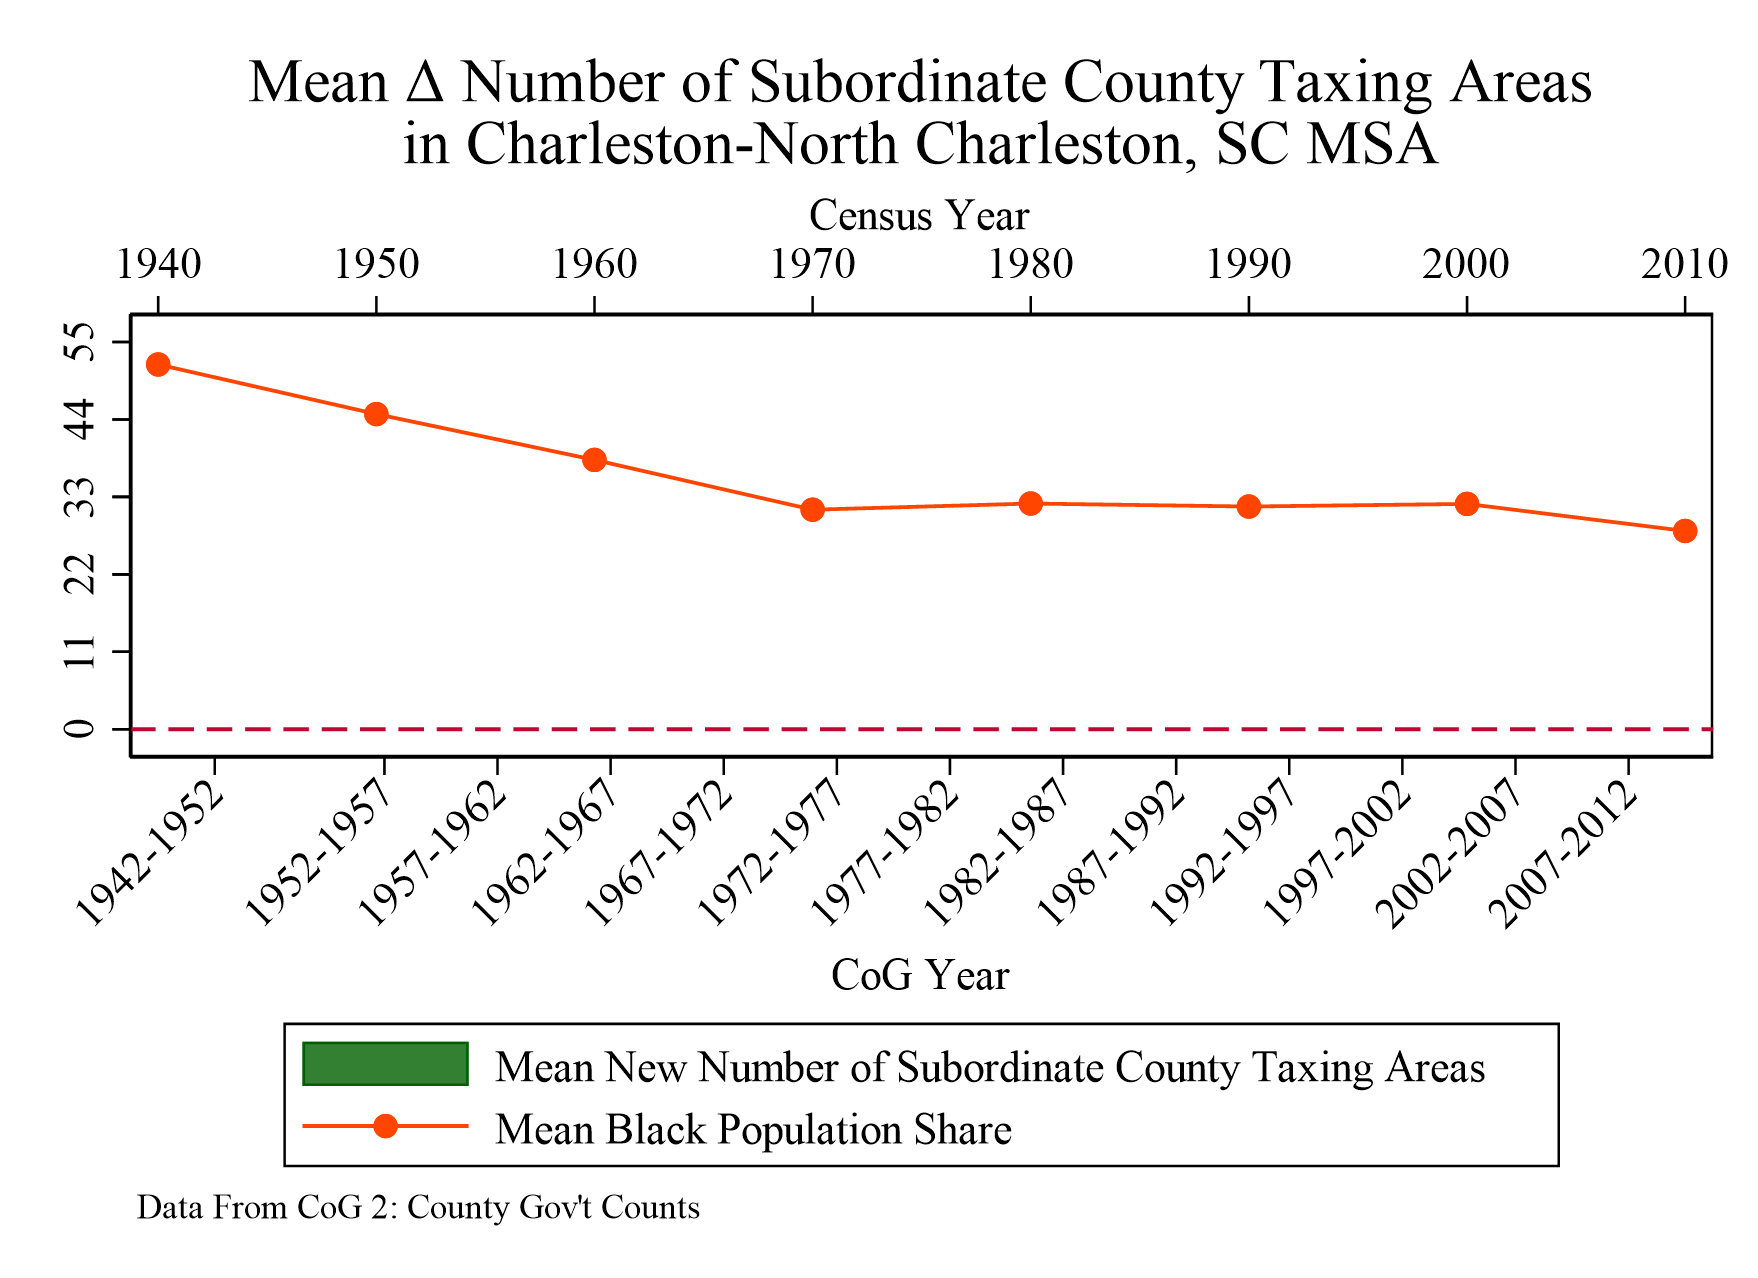 Mean Δ Number of Subordinate County Taxing Areas
in Charleston-North Charleston, SC MSA
Census Year
1940 1950 1960 1970 1980 1990 2000 2010
55
44
33
22
11
0
1942-1952 1952-1957 1957-1962 1962-1967 1967-1972 1972-1977 1977-1982 1982-1987 1987-1992 1992-1997 1997-2002 2002-2007 2007-2012
CoG Year
Mean New Number of Subordinate County Taxing Areas
Mean Black Population Share
Data From CoG 2: County Gov't Counts